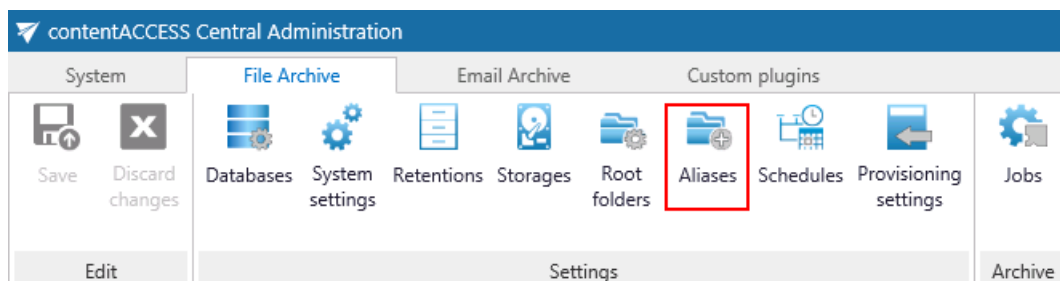 contentACCESS Central Administration
System File Archive Email Archive Custom plugins
Save Discard changes Databases System settings Retentions Storages Root folders Aliases Schedules Provisioning settings Jobs
Edit Settings Archive